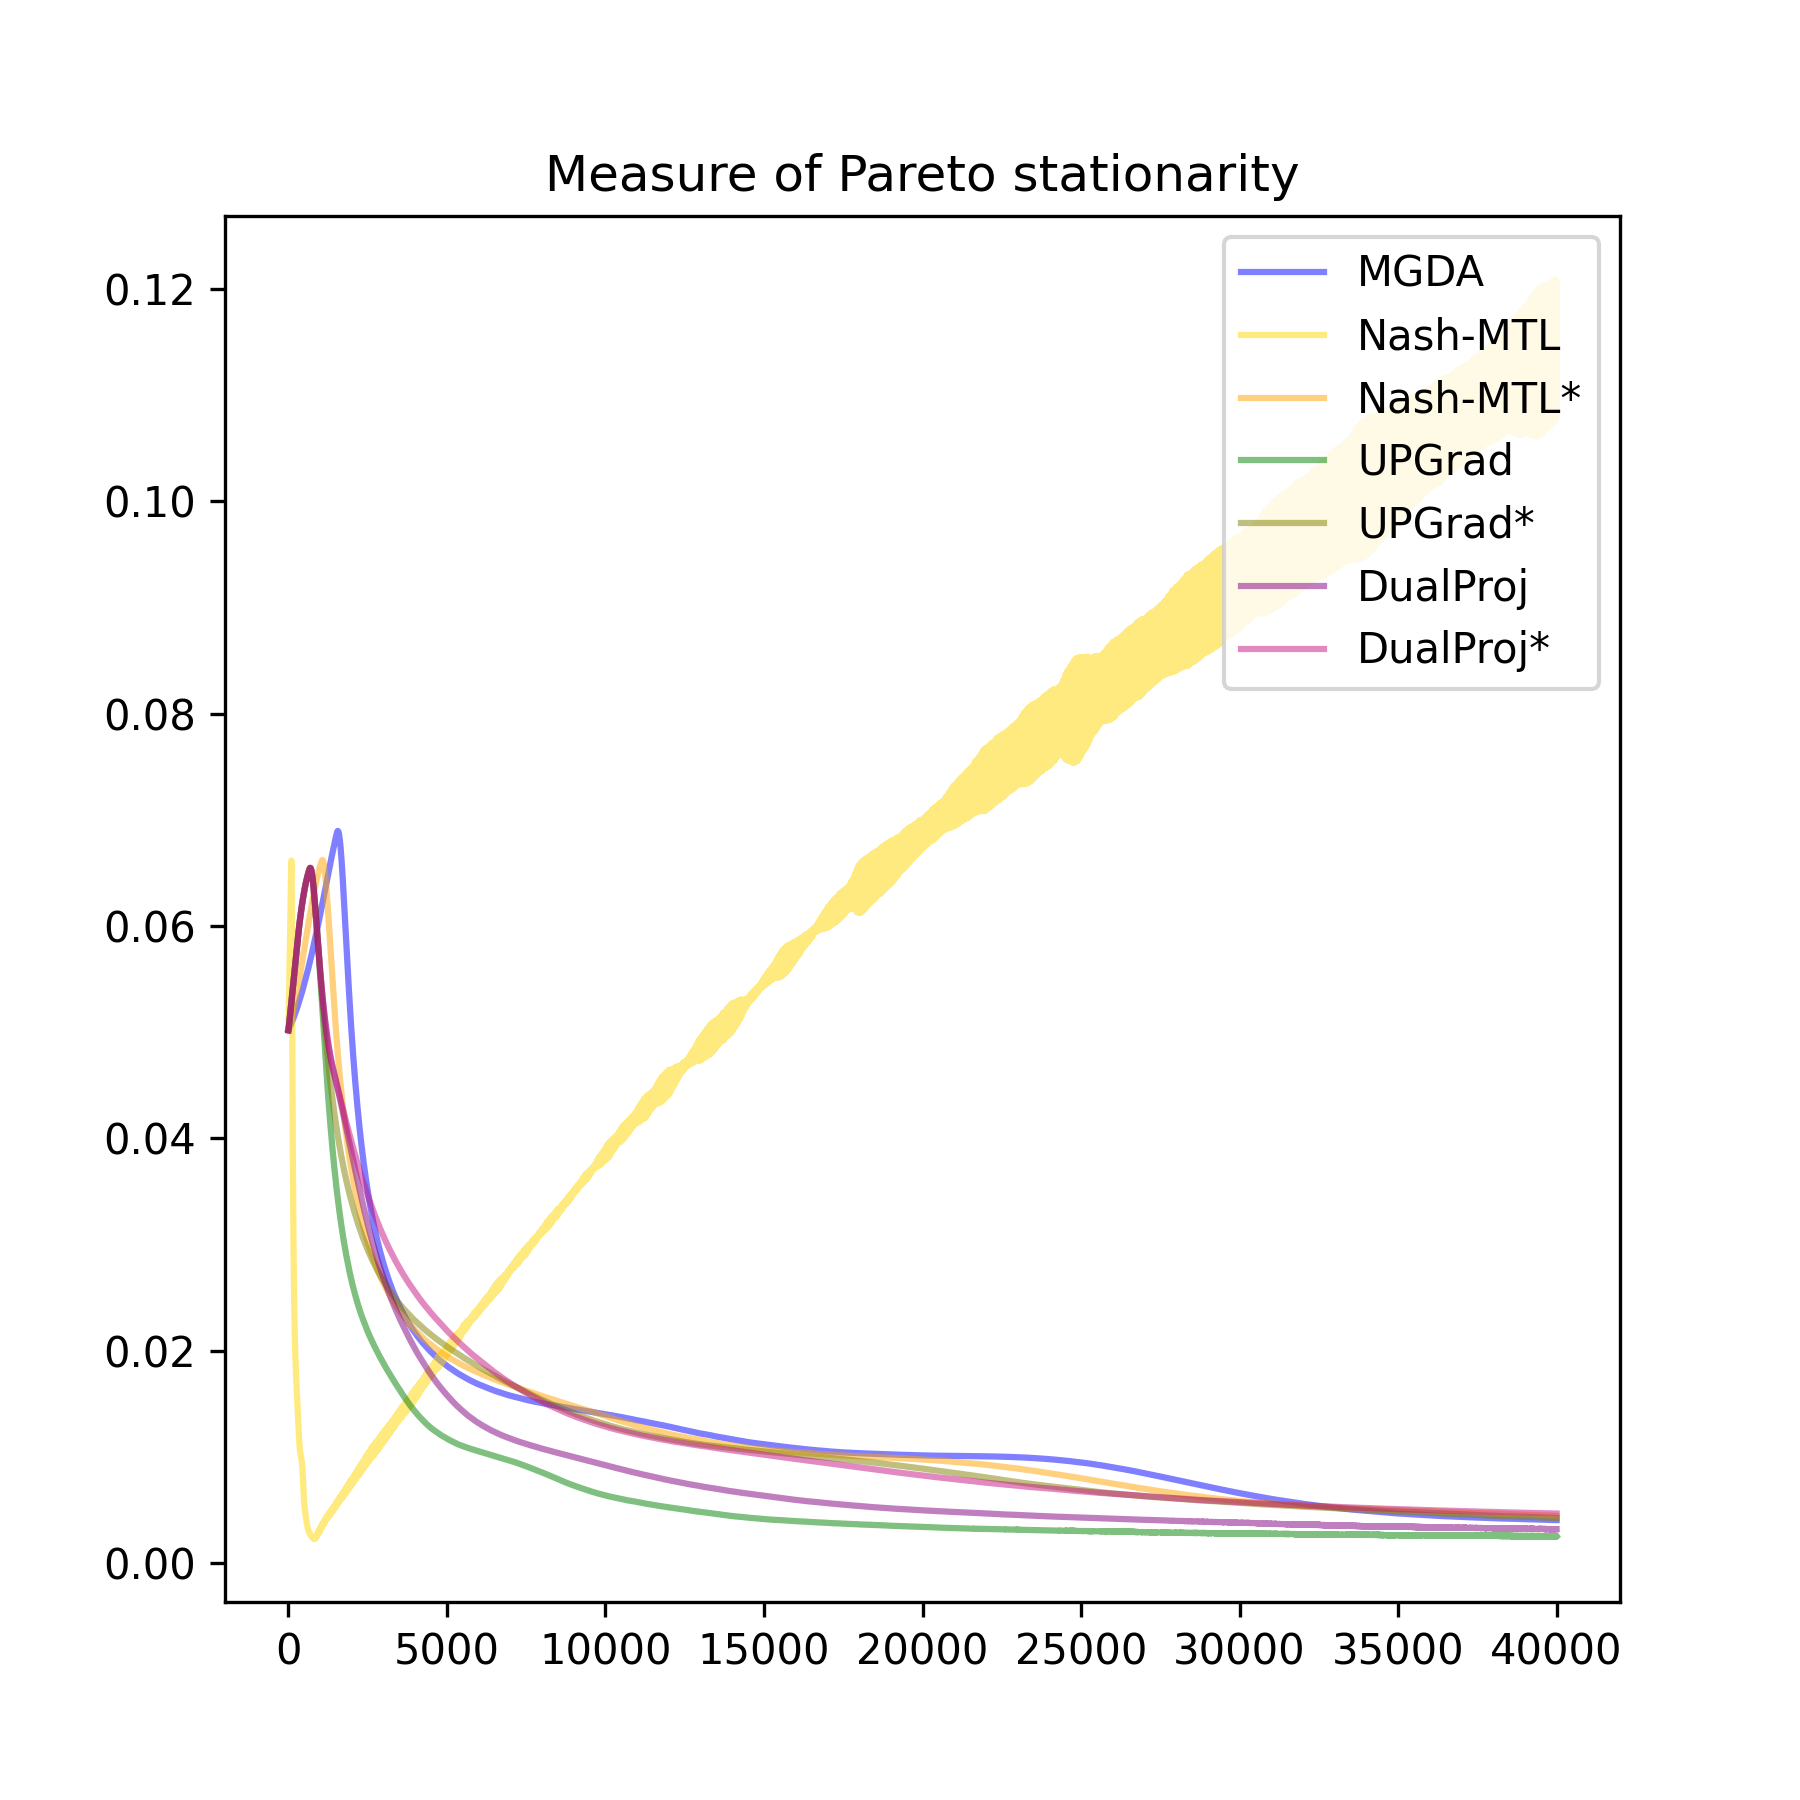 Measure of Pareto stationarity
0.12
0.10
0.08
0.06
0.04
0.02
0.00
MGDA
Nash-MTL
Nash-MTL*
UPGrad
UPGrad*
DualProj
DualProj*
0 5000 10000 15000 20000 25000 30000 35000 40000